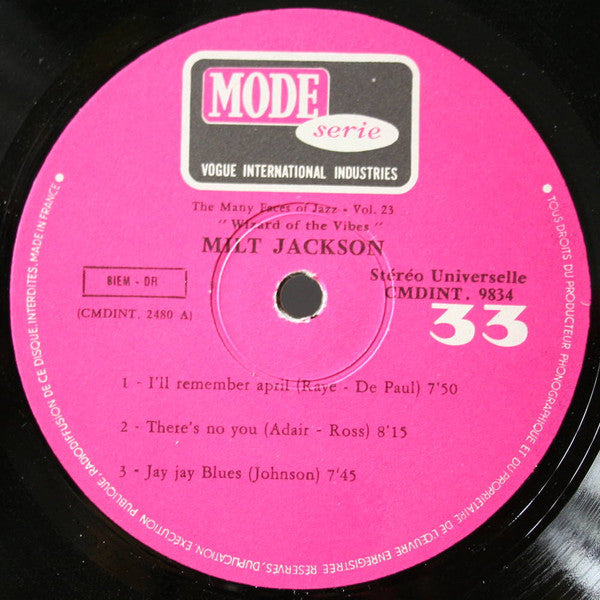 MODE
serie
VOGUE INTERNATIONAL INDUSTRIES
The Many Faces of Jazz - Vol. 23
"Wizard of the Vibes"
MILT JACKSON
BIEM - DR
(CMDINT. 2480 A)
Stéréo Universelle
CMDINT. 9834
33
1 - I'll remember april (Raye - De Paul) 7'50
2 - There's no you (Adair - Ross) 8'15
3 - Jay jay Blues (Johnson) 7'45
• TOUS DROITS DU PRODUCTEUR PHONOGRAPHIQUE ET DU PROPRIETAIRE DE L'ŒUVRE ENREGISTREE RESERVES, DUPLICATION, EXECUTION PUBLIQUE, RADIODIFFUSION DE CE DISQUE, INTERDITES. MADE IN FRANCE •